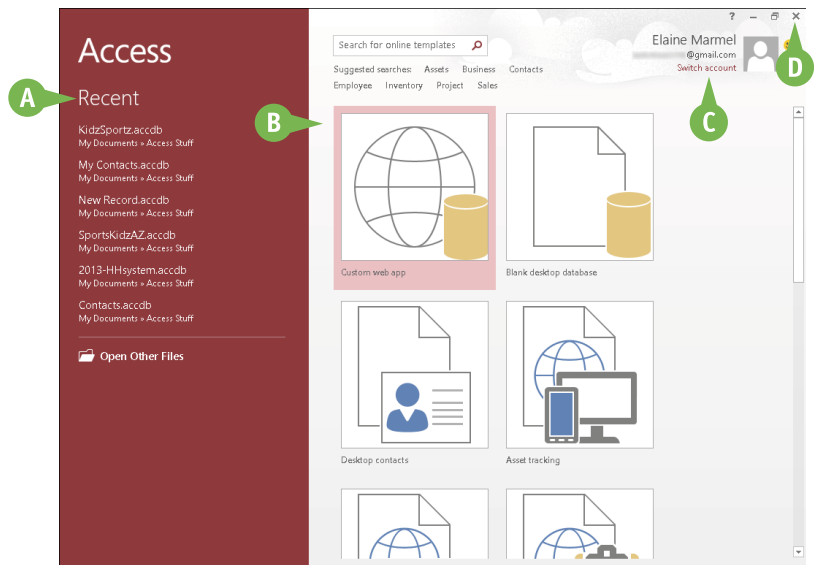 ?
Access
Search for online templates
Elaine Marmel
@gmail.com
Switch account
D
Suggested searches: Assets Business Contacts
Employee Inventory Project Sales
A
Recent
B
C
KidzSportz.accdb
My Documents » Access Stuff
My Contacts.accdb
My Documents » Access Stuff
New Record.accdb
My Documents » Access Stuff
SportsKidzAZ.accdb
My Documents » Access Stuff
2013-HHsystem.accdb
My Documents » Access Stuff
Contacts.accdb
My Documents » Access Stuff
Open Other Files
Custom web app
Blank desktop database
Desktop contacts
Asset tracking